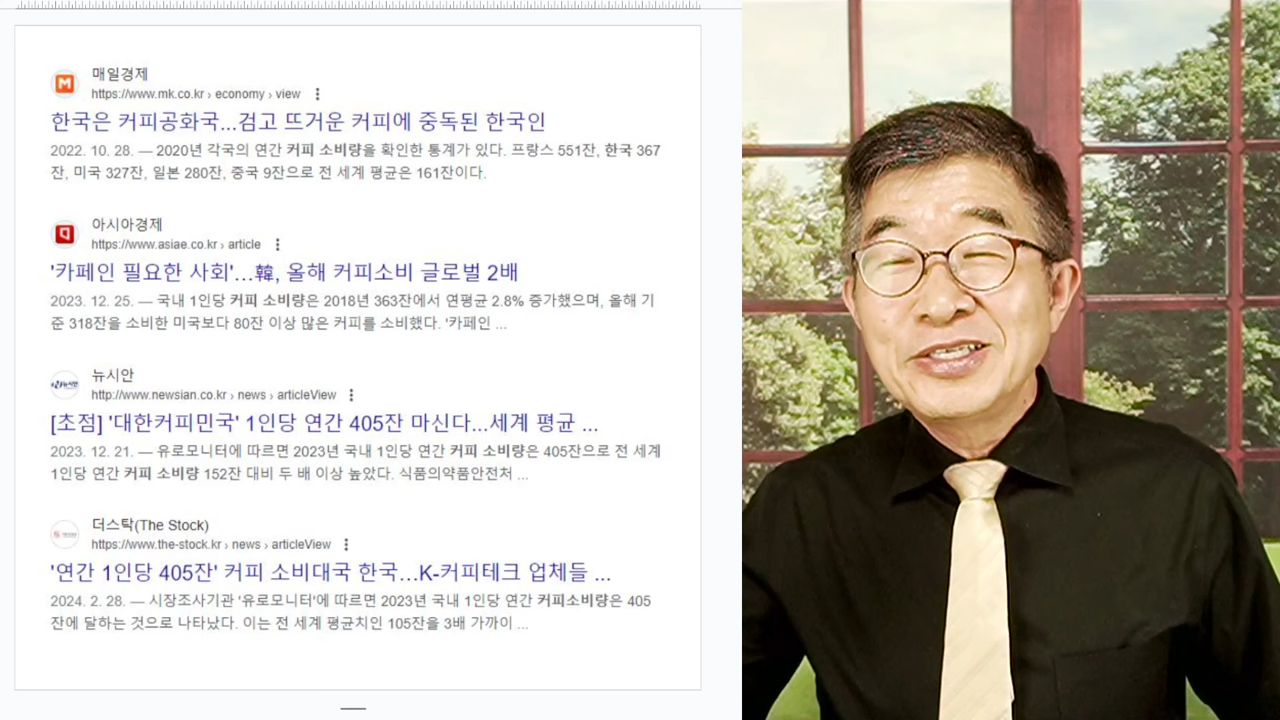 매일경제
https://www.mk.co.kr › economy › view
한국은 커피공화국...검고 뜨거운 커피에 중독된 한국인
2022. 10. 28. — 2020년 각국의 연간 커피 소비량을 확인한 통계가 있다. 프랑스 551잔, 한국 367
잔, 미국 327잔, 일본 280잔, 중국 9잔으로 전 세계 평균은 161잔이다.
아시아경제
https://www.asiae.co.kr › article
'카페인 필요한 사회'…韓, 올해 커피소비 글로벌 2배
2023. 12. 25. — 국내 1인당 커피 소비량은 2018년 363잔에서 연평균 2.8% 증가했으며, 올해 기
준 318잔을 소비한 미국보다 80잔 이상 많은 커피를 소비했다. '카페인 ...
뉴시안
http://www.newsian.co.kr › news › articleView
[초점] '대한커피민국' 1인당 연간 405잔 마신다...세계 평균 ...
2023. 12. 21. — 유로모니터에 따르면 2023년 국내 1인당 연간 커피 소비량은 405잔으로 전 세계
1인당 연간 커피 소비량 152잔 대비 두 배 이상 높았다. 식품의약품안전처 ...
더스탁(The Stock)
https://www.the-stock.kr › news › articleView
'연간 1인당 405잔' 커피 소비대국 한국…K-커피테크 업체들 ...
2024. 2. 28. — 시장조사기관 '유로모니터'에 따르면 2023년 국내 1인당 연간 커피소비량은 405
잔에 달하는 것으로 나타났다. 이는 전 세계 평균치인 105잔을 3배 가까이 ...